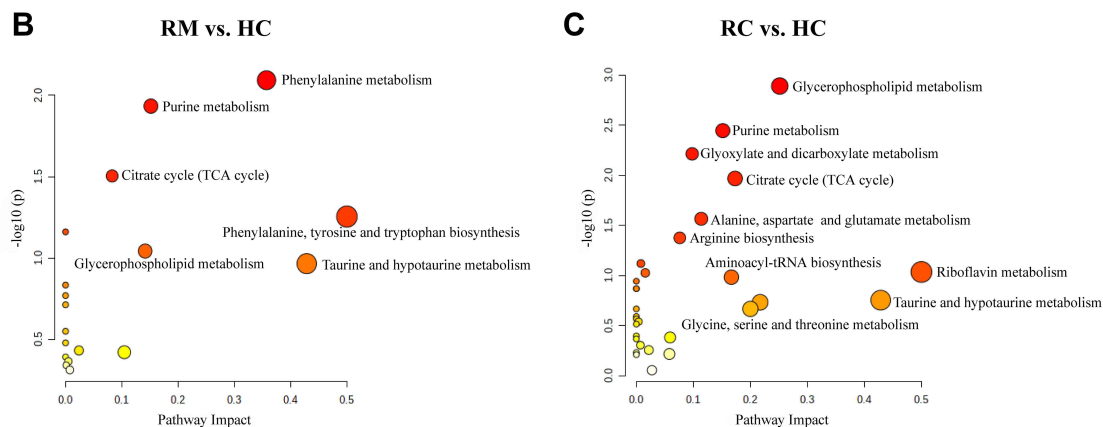 B
RM vs. HC
Phenylalanine metabolism
Purine metabolism
Citrate cycle (TCA cycle)
Phenylalanine, tyrosine and tryptophan biosynthesis
Glycerophospholipid metabolism
Taurine and hypotaurine metabolism
-log10 (p)
2.0
1.5
1.0
0.5
0.0 0.1 0.2 0.3 0.4 0.5
Pathway Impact
C
RC vs. HC
Glycerophospholipid metabolism
Purine metabolism
Glyoxylate and dicarboxylate metabolism
Citrate cycle (TCA cycle)
Alanine, aspartate and glutamate metabolism
Arginine biosynthesis
Aminoacyl-tRNA biosynthesis
Riboflavin metabolism
Taurine and hypotaurine metabolism
Glycine, serine and threonine metabolism
-log10 (p)
3.0
2.5
2.0
1.5
1.0
0.5
0.0
0.0 0.1 0.2 0.3 0.4 0.5
Pathway Impact